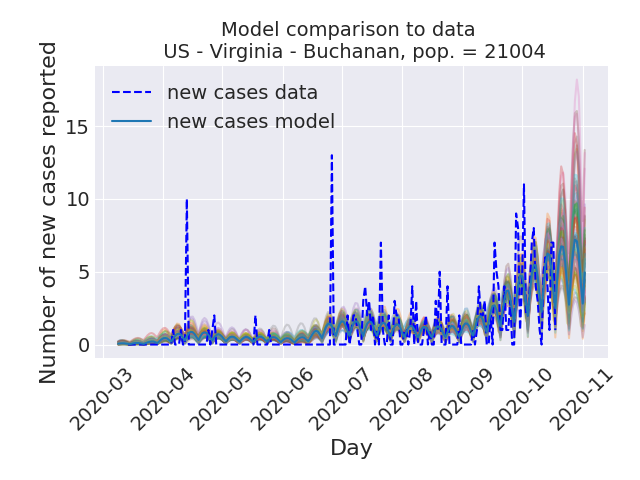 Model comparison to data
US - Virginia - Buchanan, pop. = 21004
new cases data
new cases model
Number of new cases reported
15
10
5
0
2020-03
2020-04
2020-05
2020-06
2020-07
2020-08
2020-09
2020-10
2020-11
Day